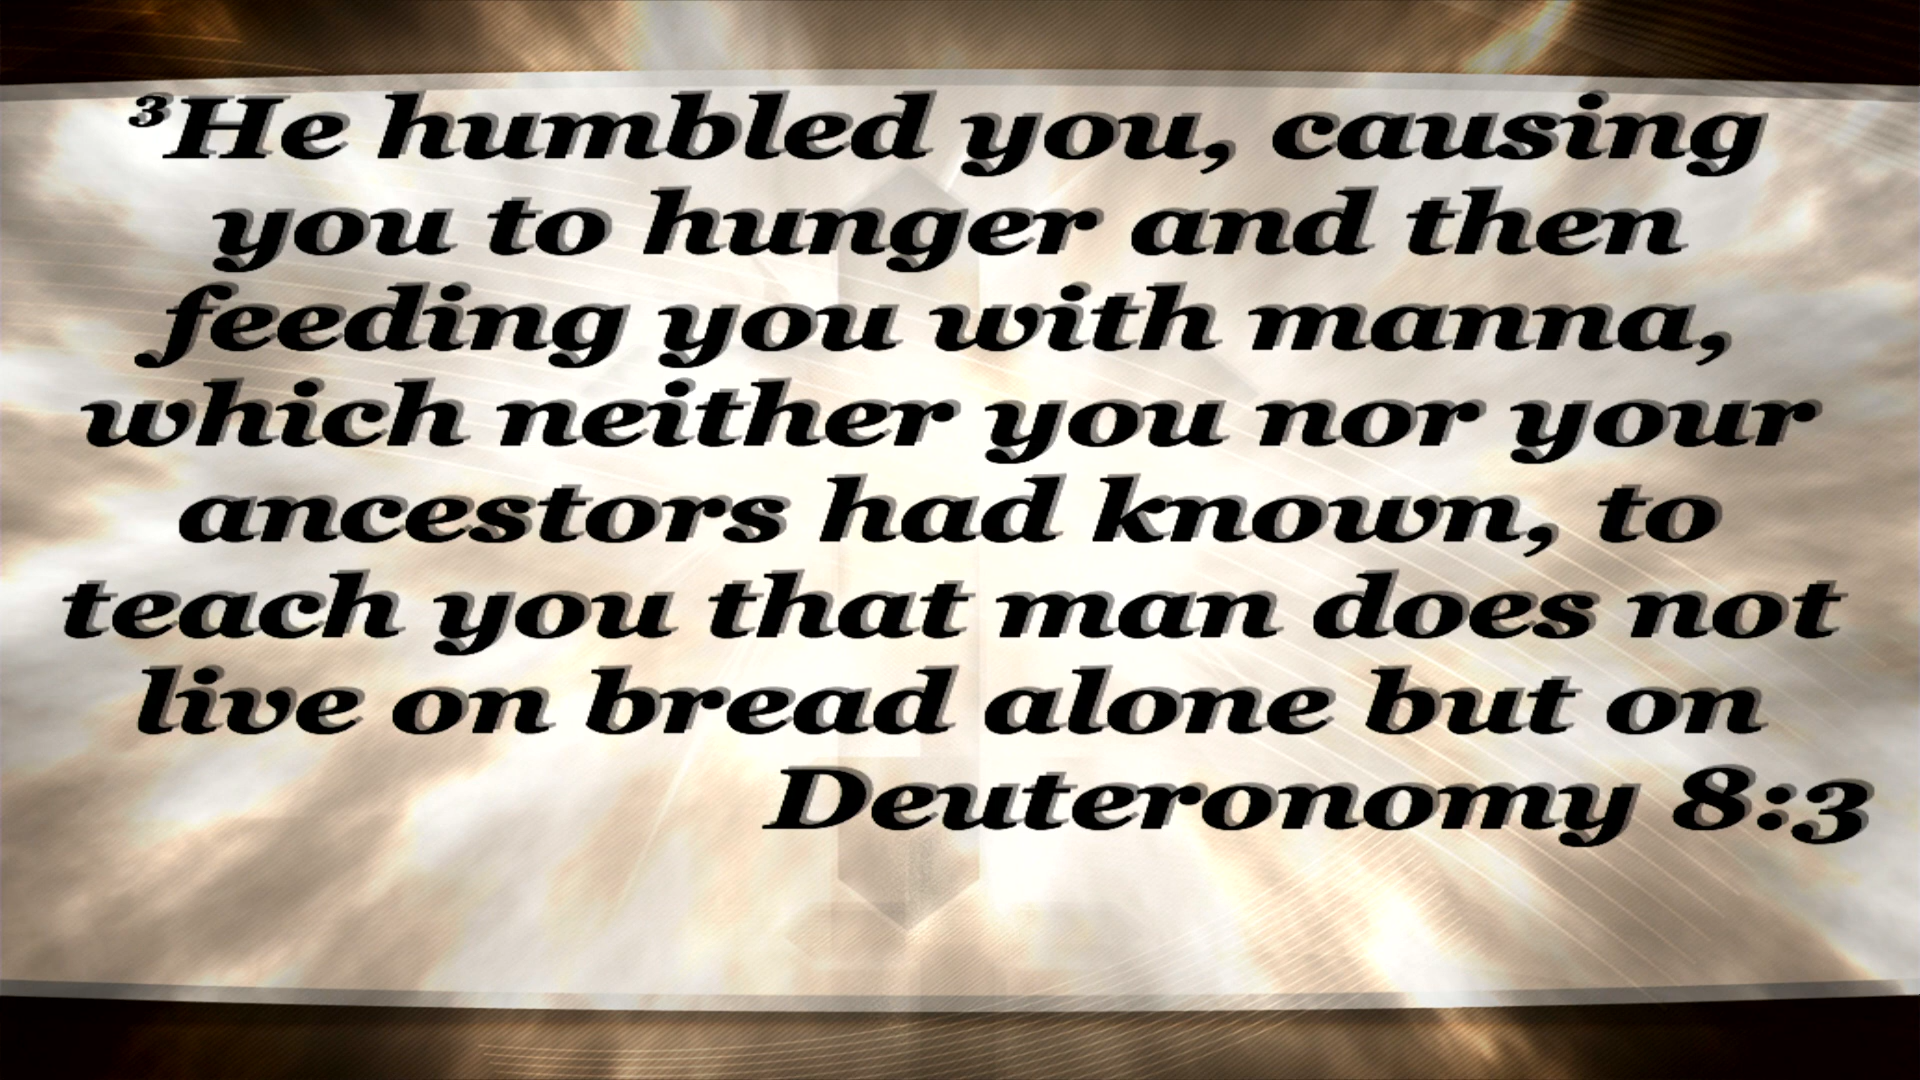 ³He humbled you, causing
you to hunger and then
feeding you with manna,
which neither you nor your
ancestors had known, to
teach you that man does not
live on bread alone but on
Deuteronomy 8:3